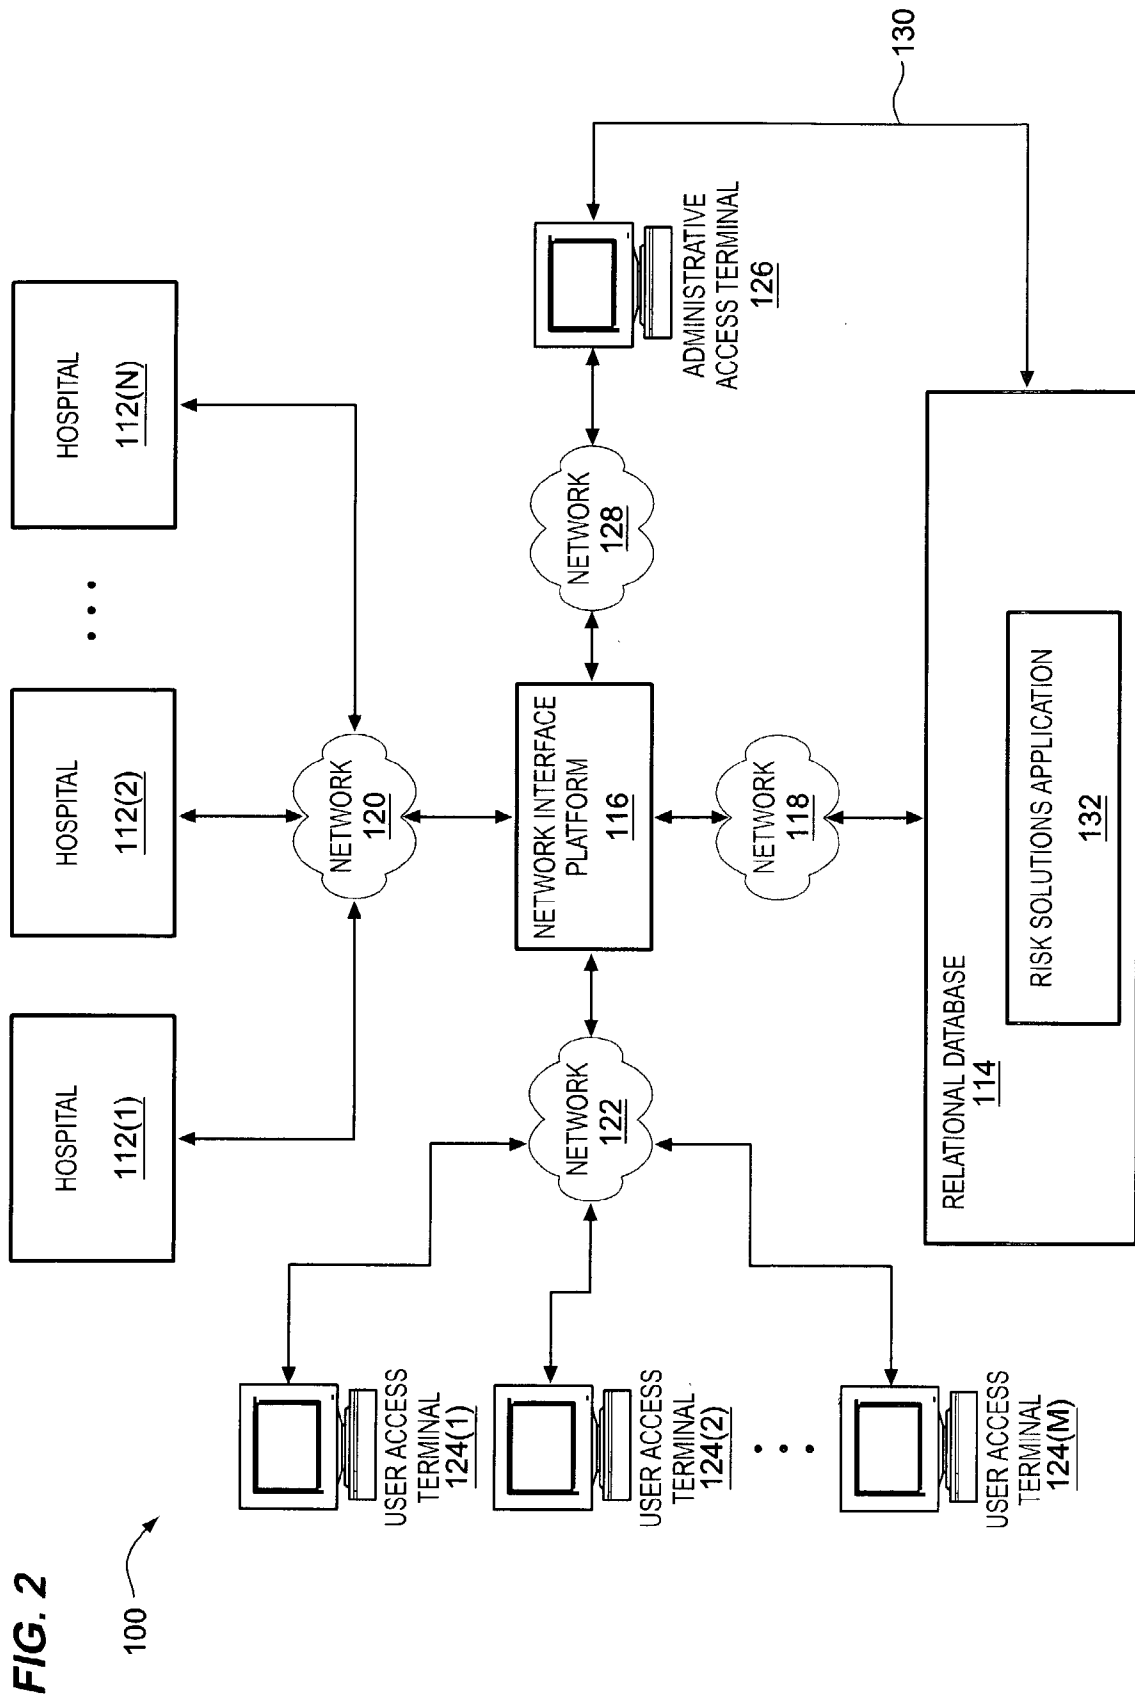 FIG. 2
100
HOSPITAL
112(1)
HOSPITAL
112(2)
HOSPITAL
112(N)
NETWORK
120
USER ACCESS
TERMINAL
124(1)
USER ACCESS
TERMINAL
124(2)
USER ACCESS
TERMINAL
124(M)
NETWORK
122
NETWORK INTERFACE
PLATFORM
116
NETWORK
128
ADMINISTRATIVE
ACCESS TERMINAL
126
NETWORK
118
130
RELATIONAL DATABASE
114
RISK SOLUTIONS APPLICATION
132